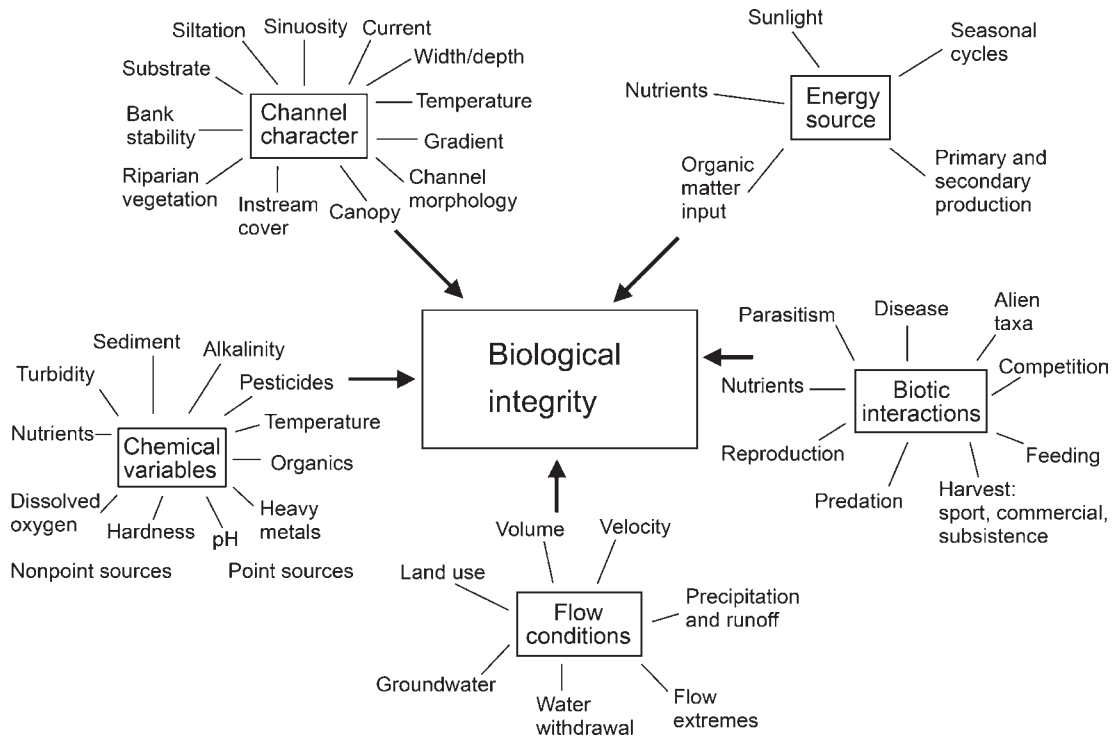 Siltation
Sinuosity
Current
Width/depth
Substrate
Temperature
Bank
stability
Channel
character
Gradient
Riparian
vegetation
Instream
cover
Canopy
Channel
morphology
Sunlight
Seasonal
cycles
Nutrients
Energy
source
Organic
matter
input
Primary and
secondary
production
Biological
integrity
Sediment
Alkalinity
Turbidity
Pesticides
Nutrients
Temperature
Chemical
variables
Organics
Dissolved
oxygen
Hardness
pH
Heavy
metals
Nonpoint sources
Point sources
Parasitism
Disease
Alien
taxa
Nutrients
Competition
Biotic
interactions
Reproduction
Feeding
Predation
Harvest:
sport, commercial,
subsistence
Volume
Velocity
Land use
Precipitation
and runoff
Flow
conditions
Groundwater
Water
withdrawal
Flow
extremes